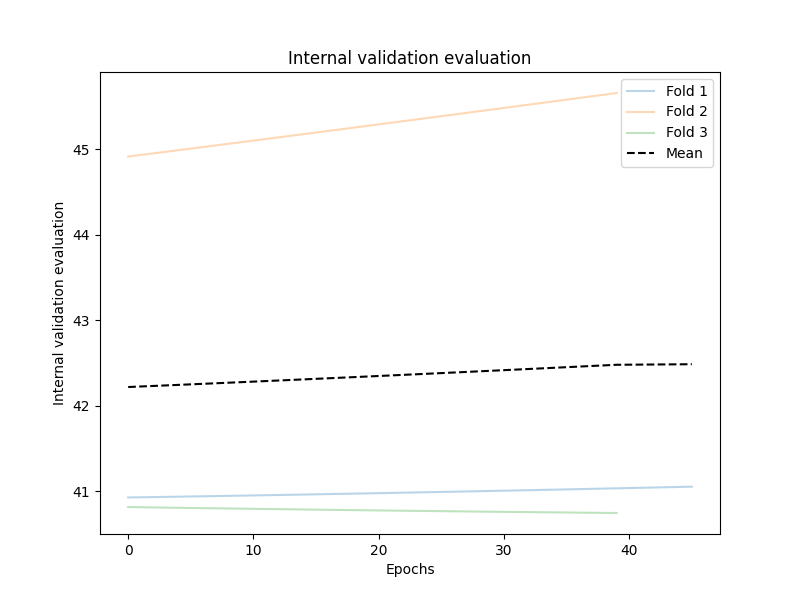 Internal validation evaluation
Fold 1
Fold 2
Fold 3
Mean
Internal validation evaluation
45
44
43
42
41
0 10 20 30 40
Epochs